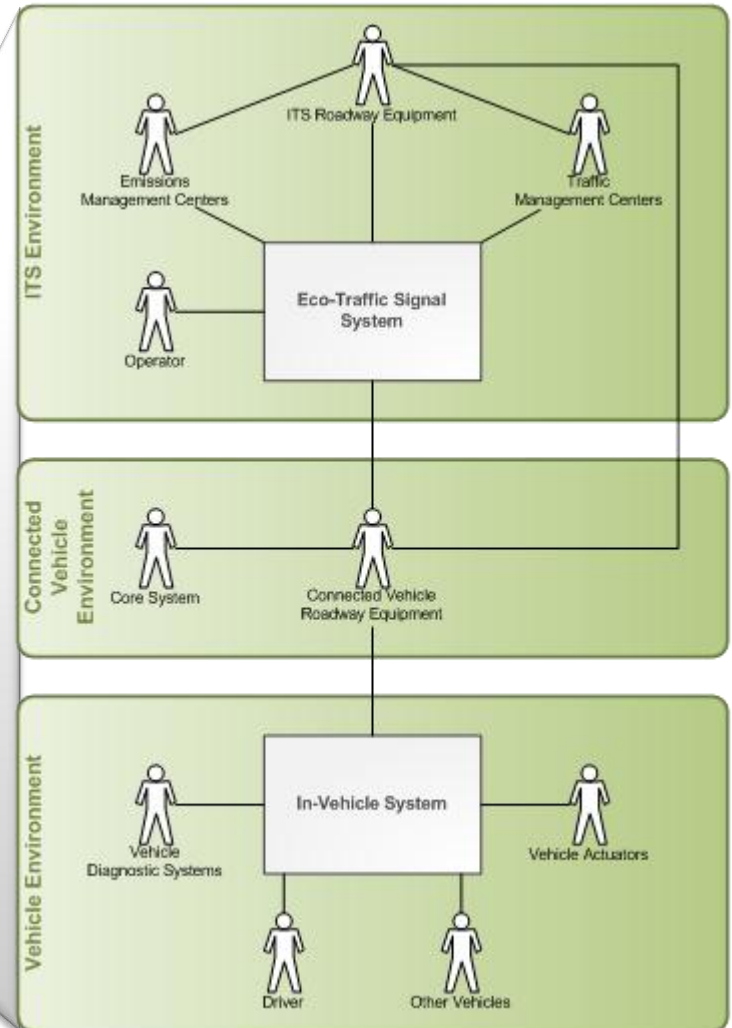 ITS Environment
ITS Roadway Equipment
Emissions
Management Centers
Traffic
Management Centers
Eco-Traffic Signal
System
Operator
Connected
Vehicle
Environment
Core System
Connected Vehicle
Roadway Equipment
Vehicle Environment
In-Vehicle System
Vehicle
Diagnostic Systems
Vehicle Actuators
Driver
Other Vehicles